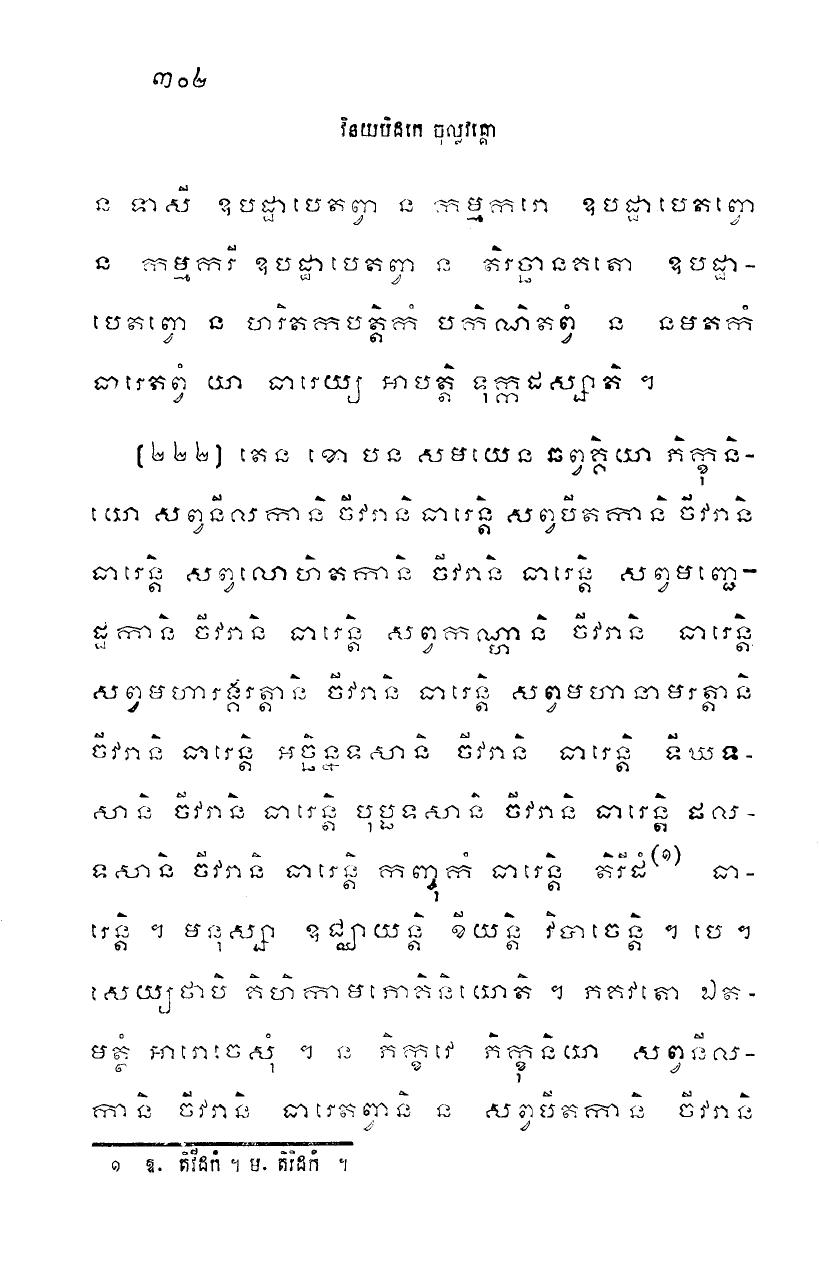 ៣០៤
វិនយបិដកេ ចុល្លវគ្គោ
ន ទាសី ឧបដ្ឋាបេតព្វា ន កម្មករោ ឧបដ្ឋាបេតព្វោ
ន កម្មករី ឧបដ្ឋាបេតព្វា ន តិរច្ឆានគតោ ឧបដ្ឋា-
បេតព្វោ ន ហរិតកបត្តិកំ បកិណិតព្វំ ន នមតកំ
ធារេតព្វំ យា ធារេយ្យ អាបត្តិ ទុក្កដស្សាតិ ។
(២២២) តេន ខោ បន សមយេន ឆព្វគ្គិយា ភិក្ខុនិ-
យោ សព្វនីលកានិ ចីវរានិ ធារេន្តិ សព្វបីតកានិ ចីវរានិ
ធារេន្តិ សព្វលោហិតកានិ ចីវរានិ ធារេន្តិ សព្វមញ្ជេ-
ដ្ឋកានិ ចីវរានិ ធារេន្តិ សព្វកណ្ហានិ ចីវរានិ ធារេន្តិ
សព្វមហារង្គរត្តានិ ចីវរានិ ធារេន្តិ សព្វមហានាមរត្តានិ
ចីវរានិ ធារេន្តិ អច្ឆិន្នទសានិ ចីវរានិ ធារេន្តិ ទីឃទ-
សានិ ចីវរានិ ធារេន្តិ បុប្ផទសានិ ចីវរានិ ធារេន្តិ ផល-
ទសានិ ចីវរានិ ធារេន្តិ កញ្ចុកំ ធារេន្តិ តិរីដំ(១) ធា-
រេន្តិ ។ មនុស្សា ឧជ្ឈាយន្តិ ខីយន្តិ វិបាចេន្តិ ។ បេ ។
សេយ្យថាបិ គិហិកាមភោគិនិយោតិ ។ ភគវតោ ឯត-
មត្ថំ អារោចេសុំ ។ ន ភិក្ខវេ ភិក្ខុនិយា សព្វនីល-
កានិ ចីវរានិ ធារេតព្វានិ ន សព្វបីតកានិ ចីវរានិ
១ ឱ. តិរីដកំ ។ ម. តិរិដកំ ។